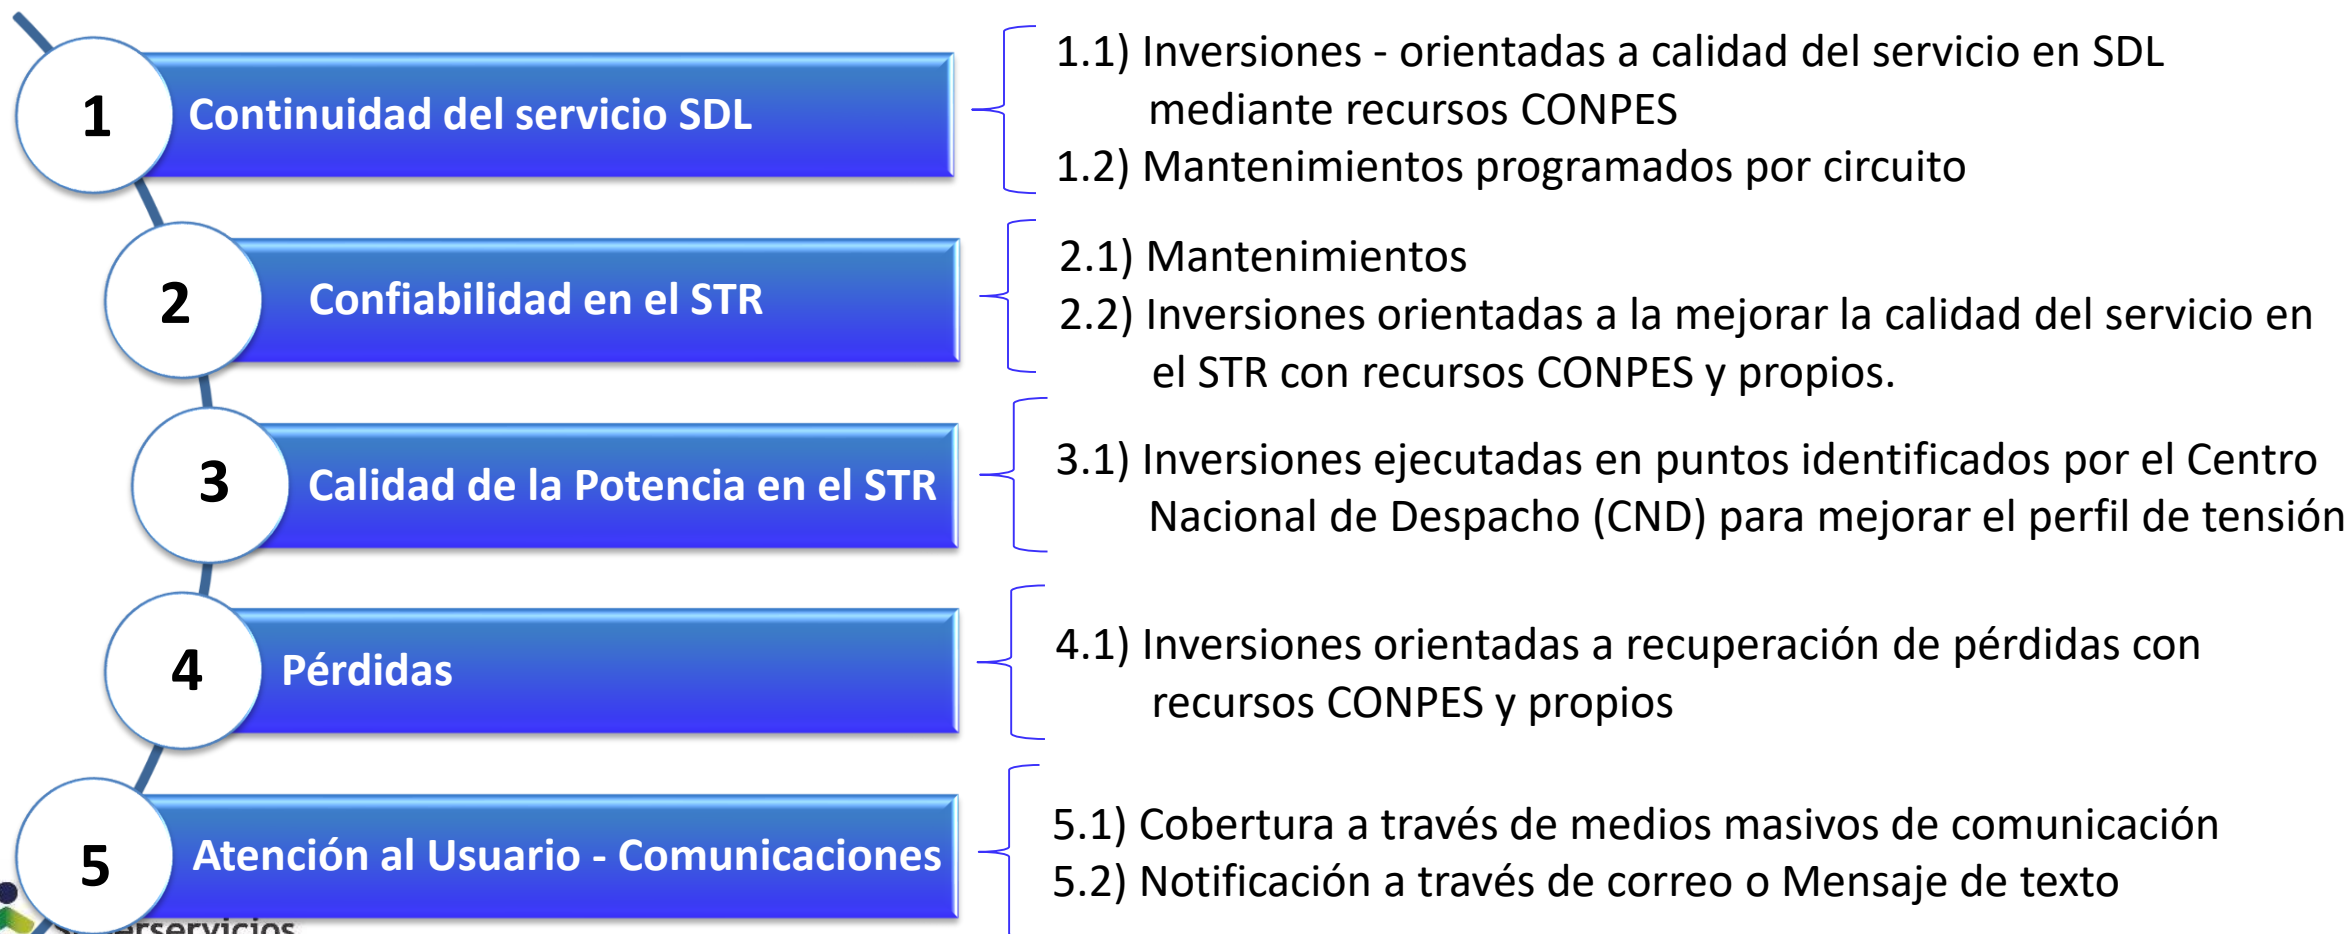 1
Continuidad del servicio SDL
1.1) Inversiones - orientadas a calidad del servicio en SDL
mediante recursos CONPES
1.2) Mantenimientos programados por circuito
2
Confiabilidad en el STR
2.1) Mantenimientos
2.2) Inversiones orientadas a la mejorar la calidad del servicio en
el STR con recursos CONPES y propios.
3
Calidad de la Potencia en el STR
3.1) Inversiones ejecutadas en puntos identificados por el Centro
Nacional de Despacho (CND) para mejorar el perfil de tensión
4
Pérdidas
4.1) Inversiones orientadas a recuperación de pérdidas con
recursos CONPES y propios
5
Atención al Usuario - Comunicaciones
5.1) Cobertura a través de medios masivos de comunicación
5.2) Notificación a través de correo o Mensaje de texto